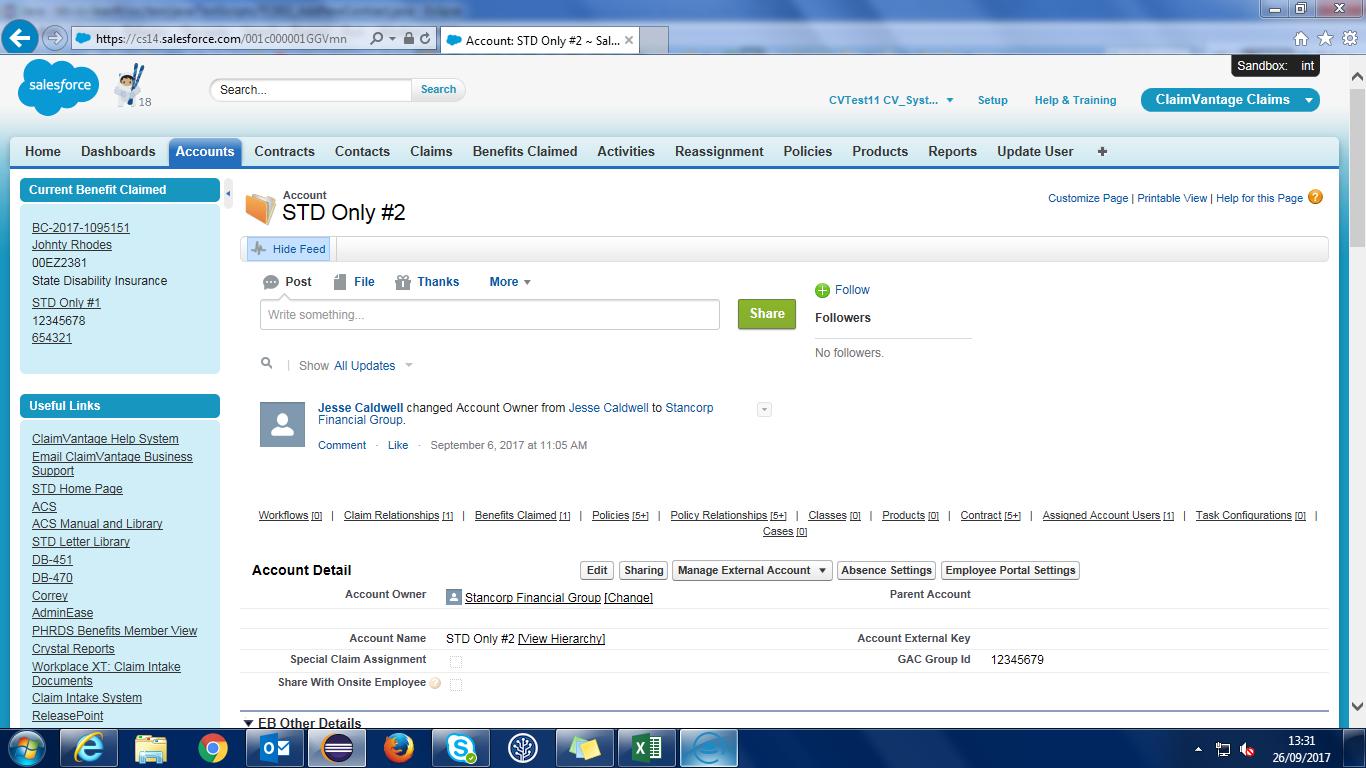 https://cs14.salesforce.com/001c000001GGVmn
Account: STD Only #2 ~ Sal...
Sandbox: int
salesforce
18
Search...
Search
CVTest11 CV_Syst...
Setup
Help & Training
ClaimVantage Claims
Home Dashboards Accounts Contracts Contacts Claims Benefits Claimed Activities Reassignment Policies Products Reports Update User +
Current Benefit Claimed
BC-2017-1095151
Johnty Rhodes
00EZ2381
State Disability Insurance
STD Only #1
12345678
654321
Useful Links
ClaimVantage Help System
Email ClaimVantage Business
Support
STD Home Page
ACS
ACS Manual and Library
STD Letter Library
DB-451
DB-470
Correy
AdminEase
PHRDS Benefits Member View
Crystal Reports
Workplace XT: Claim Intake
Documents
Claim Intake System
ReleasePoint
Account
STD Only #2
Customize Page | Printable View | Help for this Page ?
Hide Feed
Post File Thanks More
Write something...
Share
Follow
Followers
No followers.
Show All Updates
Jesse Caldwell changed Account Owner from Jesse Caldwell to Stancorp
Financial Group.
Comment · Like · September 6, 2017 at 11:05 AM
Workflows [0] | Claim Relationships [1] | Benefits Claimed [1] | Policies [5+] | Policy Relationships [5+] | Classes [0] | Products [0] | Contract [5+] | Assigned Account Users [1] | Task Configurations [0] |
Cases [0]
Account Detail
Edit Sharing Manage External Account Absence Settings Employee Portal Settings
Account Owner Stancorp Financial Group [Change] Parent Account
Account Name STD Only #2 [View Hierarchy] Account External Key
Special Claim Assignment GAC Group Id 12345679
Share With Onsite Employee ?
EB Other Details
13:31
26/09/2017